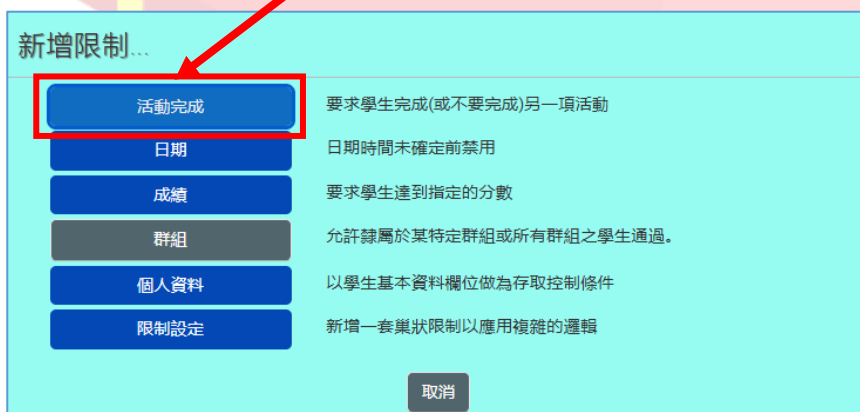 新增限制...
活動完成 要求學生完成(或不要完成)另一項活動
日期 日期時間未確定前禁用
成績 要求學生達到指定的分數
群組 允許隸屬於某特定群組或所有群組之學生通過。
個人資料 以學生基本資料欄位做為存取控制條件
限制設定 新增一套巢狀限制以應用複雜的邏輯
取消